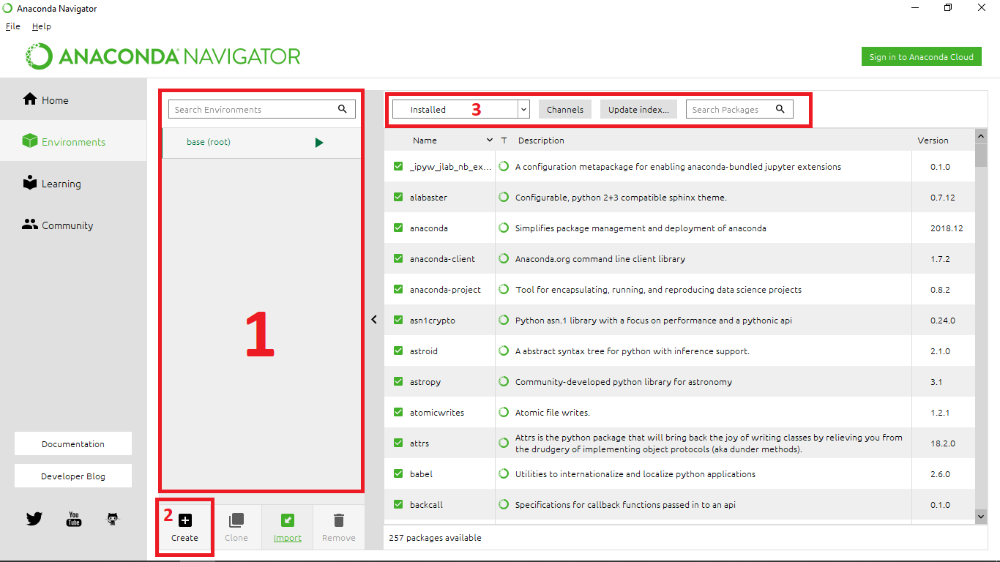 Anaconda Navigator
File Help
ANACONDA NAVIGATOR
Sign in to Anaconda Cloud
Home
Environments
Learning
Community
Documentation
Developer Blog
You
Tube
Search Environments
base (root)
1
2
Create
Clone
Import
Remove
Installed 3 Channels Update index... Search Packages
Name T Description Version
_ipyw_jlab_nb_ex... A configuration metapackage for enabling anaconda-bundled jupyter extensions 0.1.0
alabaster Configurable, python 2+3 compatible sphinx theme. 0.7.12
anaconda Simplifies package management and deployment of anaconda 2018.12
anaconda-client Anaconda.org command line client library 1.7.2
anaconda-project Tool for encapsulating, running, and reproducing data science projects 0.8.2
asn1crypto Python asn.1 library with a focus on performance and a pythonic api 0.24.0
astroid A abstract syntax tree for python with inference support. 2.1.0
astropy Community-developed python library for astronomy 3.1
atomicwrites Atomic file writes. 1.2.1
attrs Attrs is the python package that will bring back the joy of writing classes by relieving you from
the drudgery of implementing object protocols (aka dunder methods). 18.2.0
babel Utilities to internationalize and localize python applications 2.6.0
backcall Specifications for callback functions passed in to an api 0.1.0
257 packages available